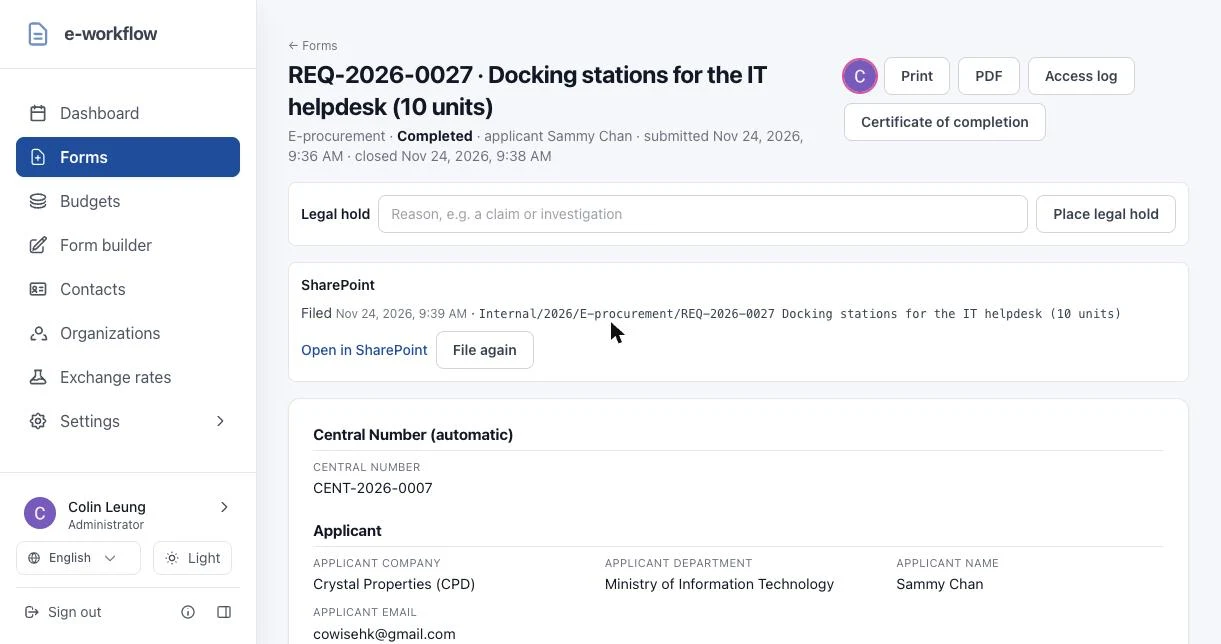 e-workflow
Dashboard
Forms
Budgets
Form builder
Contacts
Organizations
Exchange rates
Settings
C
Colin Leung
Administrator
English
Light
Sign out
← Forms
REQ-2026-0027 · Docking stations for the IT
helpdesk (10 units)
E-procurement · Completed · applicant Sammy Chan · submitted Nov 24, 2026,
9:36 AM · closed Nov 24, 2026, 9:38 AM
C
Print
PDF
Access log
Certificate of completion
Legal hold
Reason, e.g. a claim or investigation
Place legal hold
SharePoint
Filed Nov 24, 2026, 9:39 AM · Internal/2026/E-procurement/REQ-2026-0027 Docking stations for the IT helpdesk (10 units)
Open in SharePoint
File again
Central Number (automatic)
CENTRAL NUMBER
CENT-2026-0007
Applicant
APPLICANT COMPANY
Crystal Properties (CPD)
APPLICANT DEPARTMENT
Ministry of Information Technology
APPLICANT NAME
Sammy Chan
APPLICANT EMAIL
cowisehk@gmail.com